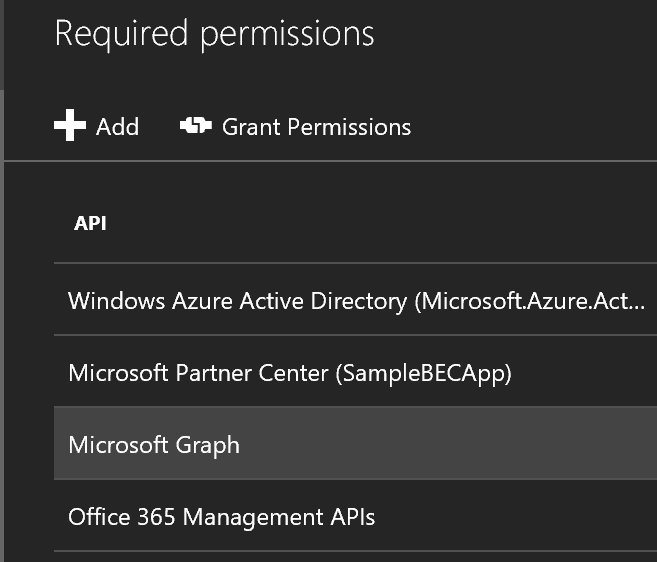 Required permissions
Add Grant Permissions
API
Windows Azure Active Directory (Microsoft.Azure.Act...
Microsoft Partner Center (SampleBECApp)
Microsoft Graph
Office 365 Management APIs